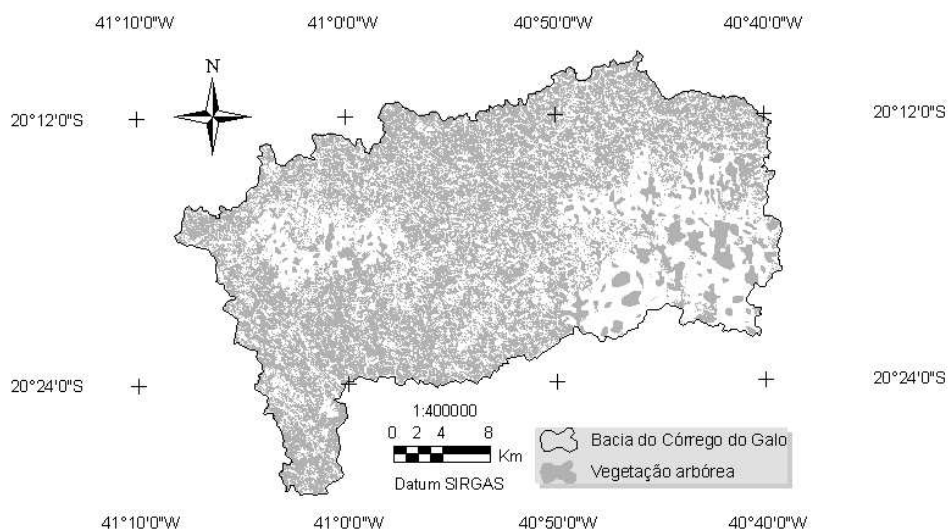 41°10'0"W 41°00'0"W 40°50'0"W 40°40'0"W
N
20°12'0"S 20°12'0"S
20°24'0"S 20°24'0"S
1:400000
0 2 4 8
Km
Datum SIRGAS
Bacia do Córrego do Galo
Vegetação arbórea
41°10'0"W 41°00'0"W 40°50'0"W 40°40'0"W